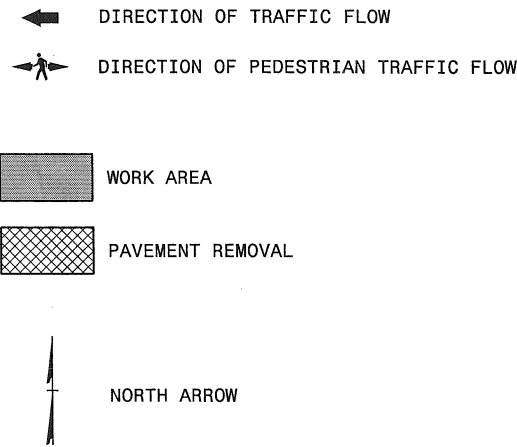 DIRECTION OF TRAFFIC FLOW
DIRECTION OF PEDESTRIAN TRAFFIC FLOW
WORK AREA
PAVEMENT REMOVAL
NORTH ARROW